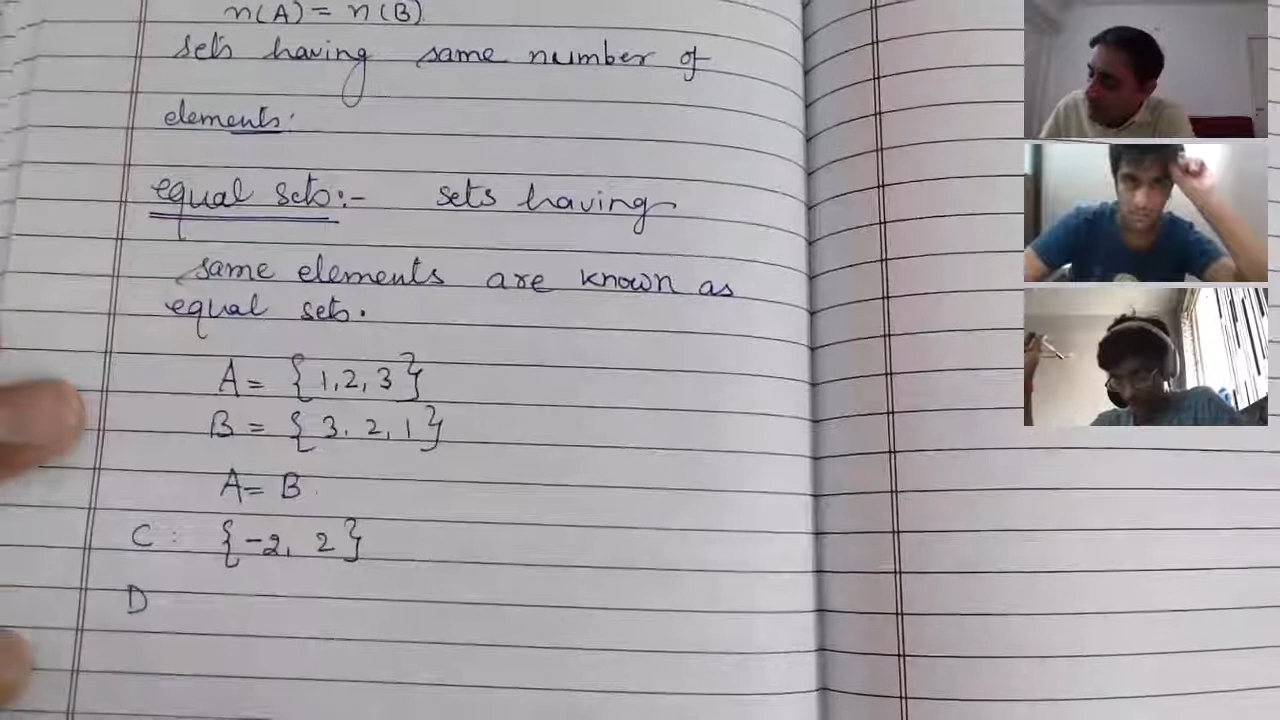 n(A) = n(B)
sets having same number of
elements.
equal sets:- sets having
same elements are known as
equal sets.
A = {1, 2, 3}
B = {3, 2, 1}
A = B.
C : {-2, 2}
D